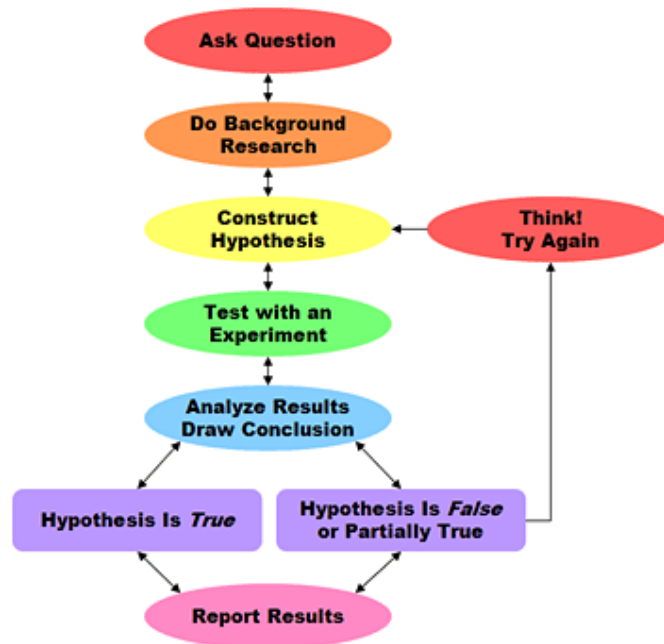 Ask Question
Do Background
Research
Construct
Hypothesis
Think!
Try Again
Test with an
Experiment
Analyze Results
Draw Conclusion
Hypothesis Is True
Hypothesis Is False
or Partially True
Report Results